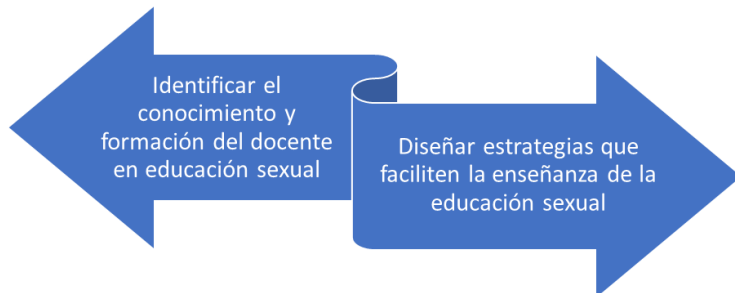 Identificar el
conocimiento y
formación del docente
en educación sexual
Diseñar estrategias que
faciliten la enseñanza de la
educación sexual